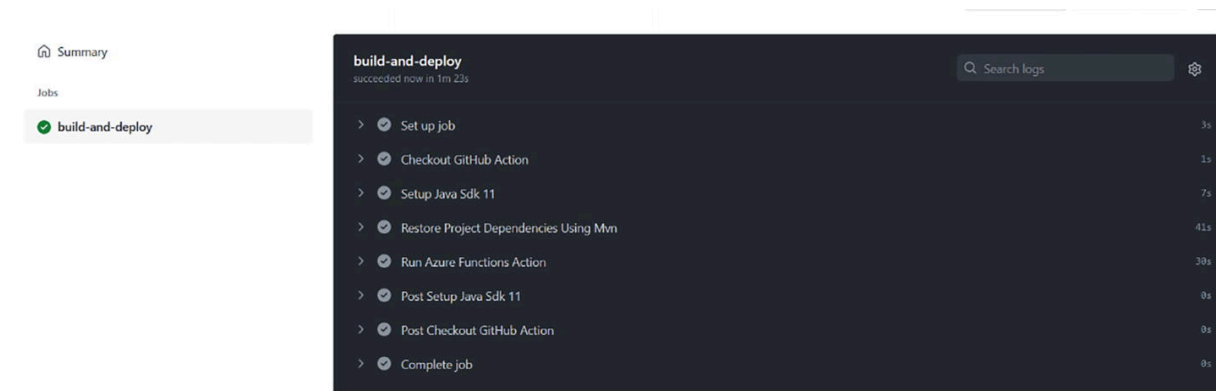 Summary
Jobs
build-and-deploy
build-and-deploy
succeeded now in 1m 23s
Search logs
Set up job 3s
Checkout GitHub Action 1s
Setup Java Sdk 11 7s
Restore Project Dependencies Using Mvn 41s
Run Azure Functions Action 30s
Post Setup Java Sdk 11 0s
Post Checkout GitHub Action 0s
Complete job 0s